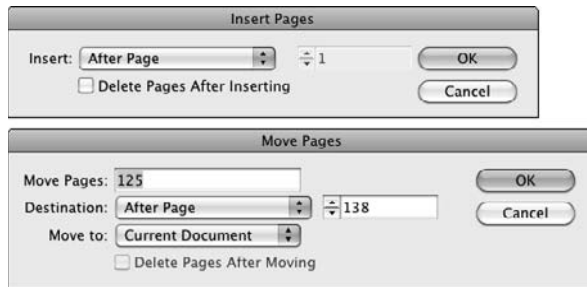 Insert Pages
Insert: After Page 1 OK
Delete Pages After Inserting Cancel
Move Pages
Move Pages: 125 OK
Destination: After Page 138 Cancel
Move to: Current Document
Delete Pages After Moving